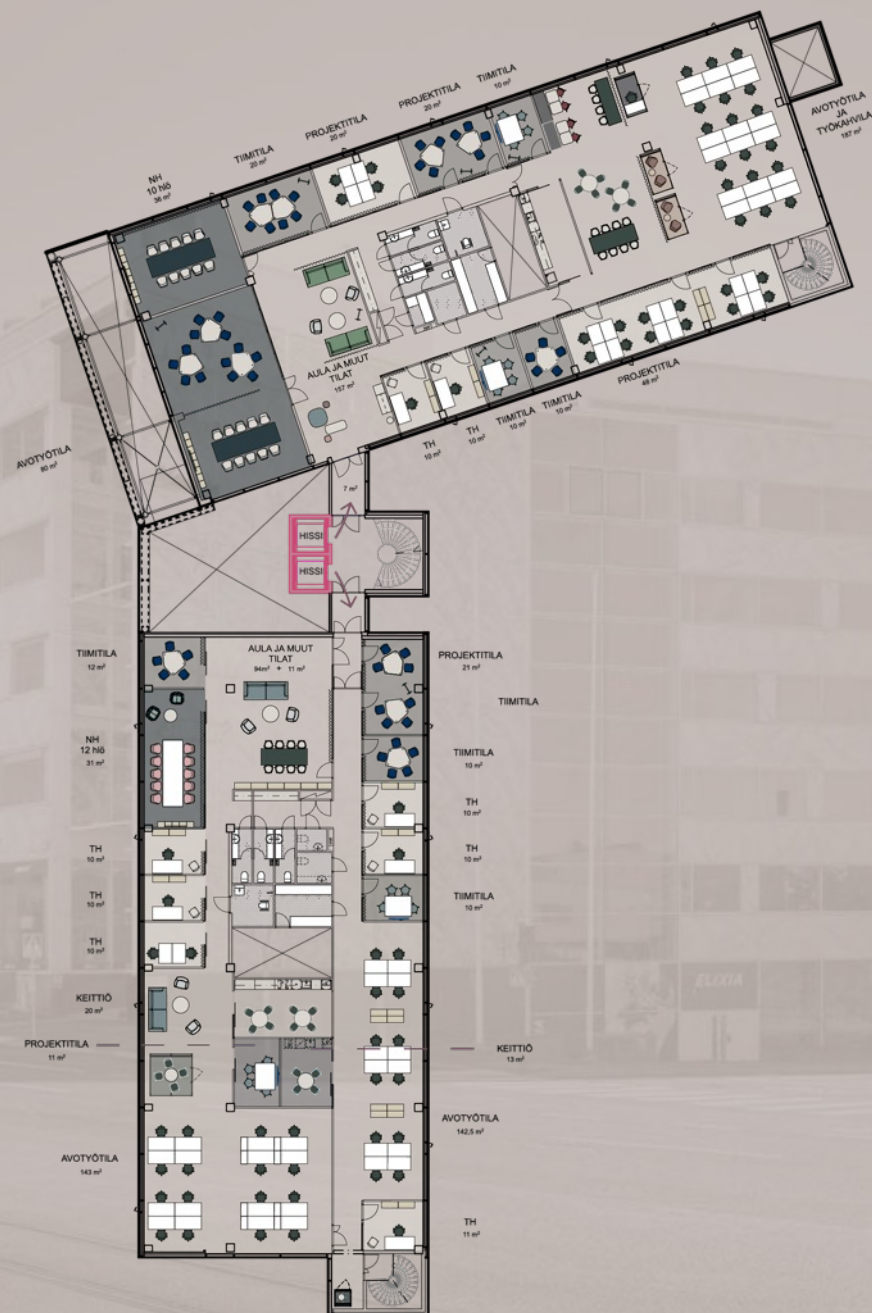 TIIMITILA
10 m²
PROJEKTITILA
20 m²
PROJEKTITILA
20 m²
TIIMITILA
20 m²
NH
10 hlö
36 m²
AVOTYÖTILA
JA
TYÖKAHVILA
187 m²
AULA JA MUUT
TILAT
157 m²
PROJEKTITILA
48 m²
TIIMITILA
10 m²
TIIMITILA
10 m²
TH
10 m²
TH
10 m²
AVOTYÖTILA
80 m²
7 m²
HISSI
HISSI
TIIMITILA
12 m²
AULA JA MUUT
TILAT
94m² + 11 m²
PROJEKTITILA
21 m²
TIIMITILA
NH
12 hlö
31 m²
TIIMITILA
10 m²
TH
10 m²
TH
10 m²
TH
10 m²
TH
10 m²
TIIMITILA
10 m²
TH
10 m²
ELIXIA
KEITTIÖ
20 m²
PROJEKTITILA
11 m²
KEITTIÖ
13 m²
AVOTYÖTILA
142,5 m²
AVOTYÖTILA
143 m²
TH
11 m²